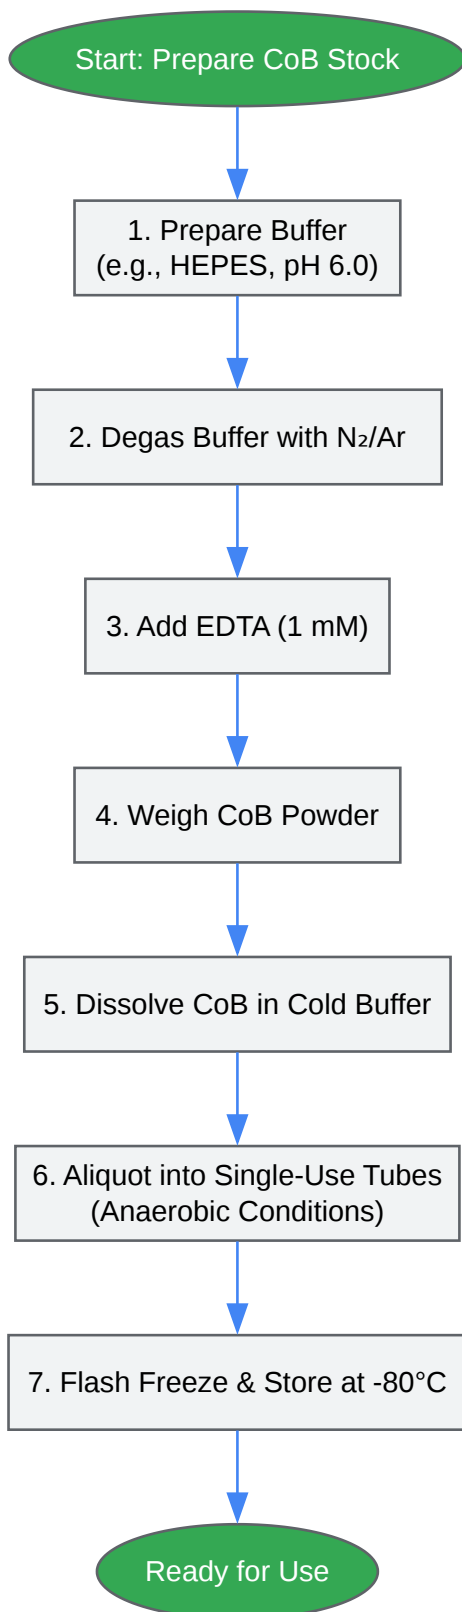 Start: Prepare CoB Stock
1. Prepare Buffer
(e.g., HEPES, pH 6.0)
2. Degas Buffer with N₂/Ar
3. Add EDTA (1 mM)
4. Weigh CoB Powder
5. Dissolve CoB in Cold Buffer
6. Aliquot into Single-Use Tubes
(Anaerobic Conditions)
7. Flash Freeze & Store at -80°C
Ready for Use